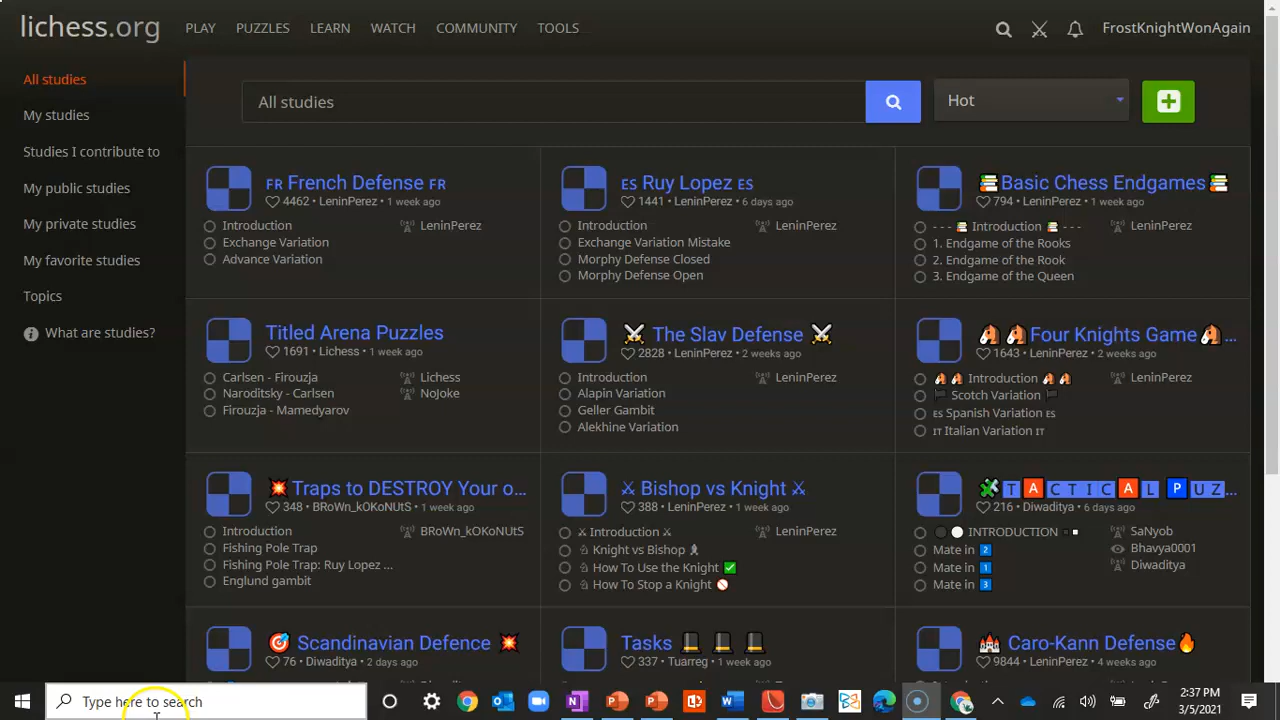 lichess.org PLAY PUZZLES LEARN WATCH COMMUNITY TOOLS FrostKnightWonAgain
All studies
My studies
Studies I contribute to
My public studies
My private studies
My favorite studies
Topics
What are studies?
All studies Hot
FR French Defense FR
4462 • LeninPerez • 1 week ago
Introduction LeninPerez
Exchange Variation
Advance Variation
ES Ruy Lopez ES
1441 • LeninPerez • 6 days ago
Introduction LeninPerez
Exchange Variation Mistake
Morphy Defense Closed
Morphy Defense Open
📚Basic Chess Endgames📚
794 • LeninPerez • 1 week ago
- - - 📚 Introduction 📚 - - - LeninPerez
1. Endgame of the Rooks
2. Endgame of the Rook
3. Endgame of the Queen
Titled Arena Puzzles
1691 • Lichess • 1 week ago
Carlsen - Firouzja Lichess
Naroditsky - Carlsen NoJoke
Firouzja - Mamedyarov
⚔️ The Slav Defense ⚔️
2828 • LeninPerez • 2 weeks ago
Introduction LeninPerez
Alapin Variation
Geller Gambit
Alekhine Variation
🐴🐴Four Knights Game🐴...
1643 • LeninPerez • 2 weeks ago
🐴🐴 Introduction 🐴🐴 LeninPerez
🏴 Scotch Variation 🏴
ES Spanish Variation ES
IT Italian Variation IT
💥Traps to DESTROY Your o...
348 • BRoWn_kOKoNUtS • 1 week ago
Introduction BRoWn_kOKoNUtS
Fishing Pole Trap
Fishing Pole Trap: Ruy Lopez ...
Englund gambit
⚔ Bishop vs Knight ⚔
388 • LeninPerez • 1 week ago
⚔ Introduction ⚔ LeninPerez
♘ Knight vs Bishop ♝
♘ How To Use the Knight ✅
♘ How To Stop a Knight 🚫
🧩🇹🅰🇨🇹🇮🇨🅰🇱 🅿🇺🇿...
216 • Diwaditya • 6 days ago
⚫⚪ INTRODUCTION ▪️◽ SaNyob
Mate in 2 Bhavya0001
Mate in 1 Diwaditya
Mate in 3
🎯 Scandinavian Defence 💥
76 • Diwaditya • 2 days ago
Tasks 🎩 🎩 🎩
337 • Tuarreg • 1 week ago
🏰 Caro-Kann Defense🔥
9844 • LeninPerez • 4 weeks ago
Type here to search
2:37 PM
3/5/2021